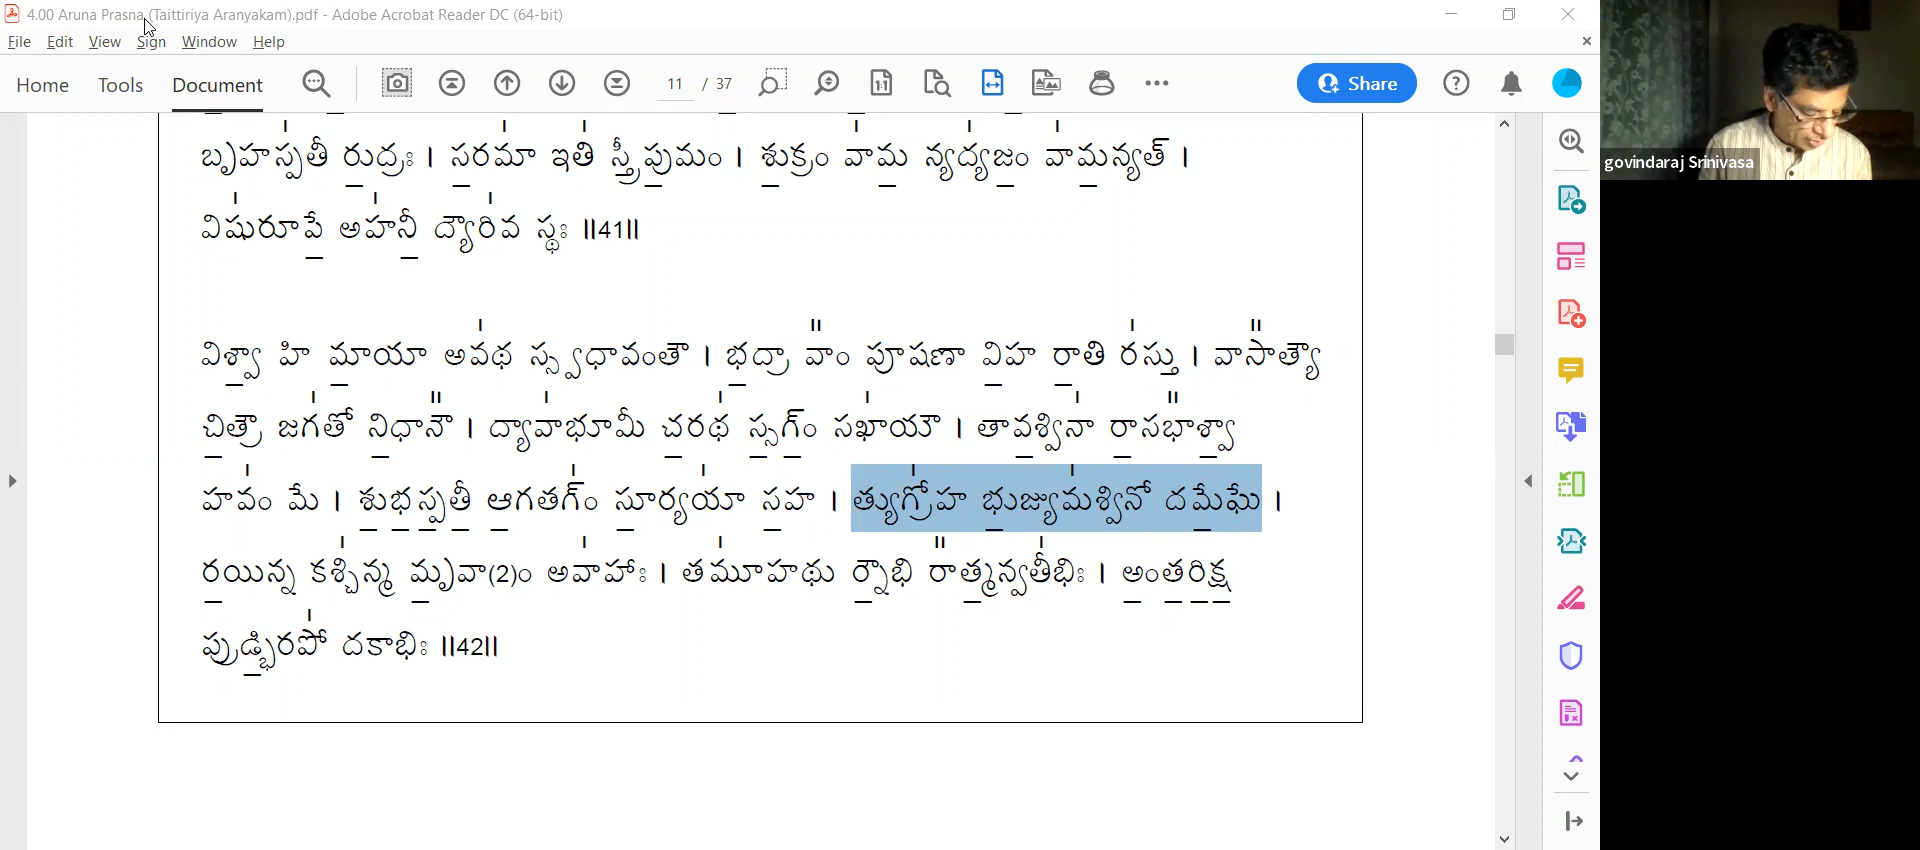 4.00 Aruna Prasna (Taittiriya Aranyakam).pdf - Adobe Acrobat Reader DC (64-bit)
File Edit View Sign Window Help
Home Tools Document 11 / 37 Share
govindaraj Srinivasa
బృహస్పతీ రుద్రః । సరమా ఇతి స్త్రీపుమం । శుక్రం వామ న్యద్యజం వామన్యత్ ।
విషురూపే అహనీ ద్యౌరివ స్థః ॥41॥
విశ్వా హి మాయా అవథ స్స్వధావంతౌ । భద్రా వాం పూషణా విహ రాతి రస్తు । వాసాత్యౌ
చిత్రౌ జగతో నిధానౌ । ద్యావాభూమీ చరథ స్సగ్ం సఖాయౌ । తావశ్వినా రాసభాశ్వా
హవం మే । శుభస్పతీ ఆగతగ్ం సూర్యయా సహ । త్యుగ్రోహ భుజ్యుమశ్వినో దమేఘే ।
రయిన్న కశ్చిన్మ మృవా(2)ం అవాహాః । తమూహథు ర్నౌభి రాత్మన్వతీభిః । అంతరిక్ష
ప్రుడ్భిరపో దకాభిః ॥42॥